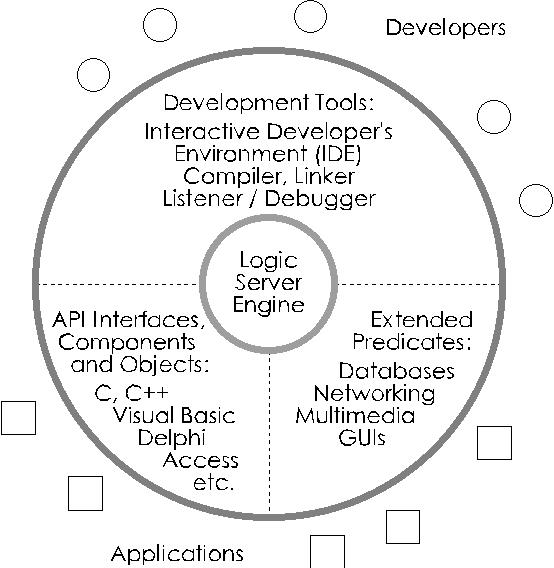 Developers
Development Tools:
Interactive Developer's
Environment (IDE)
Compiler, Linker
Listener / Debugger
Logic
Server
Engine
API Interfaces,
Components
and Objects:
C, C++
Visual Basic
Delphi
Access
etc.
Extended
Predicates:
Databases
Networking
Multimedia
GUIs
Applications